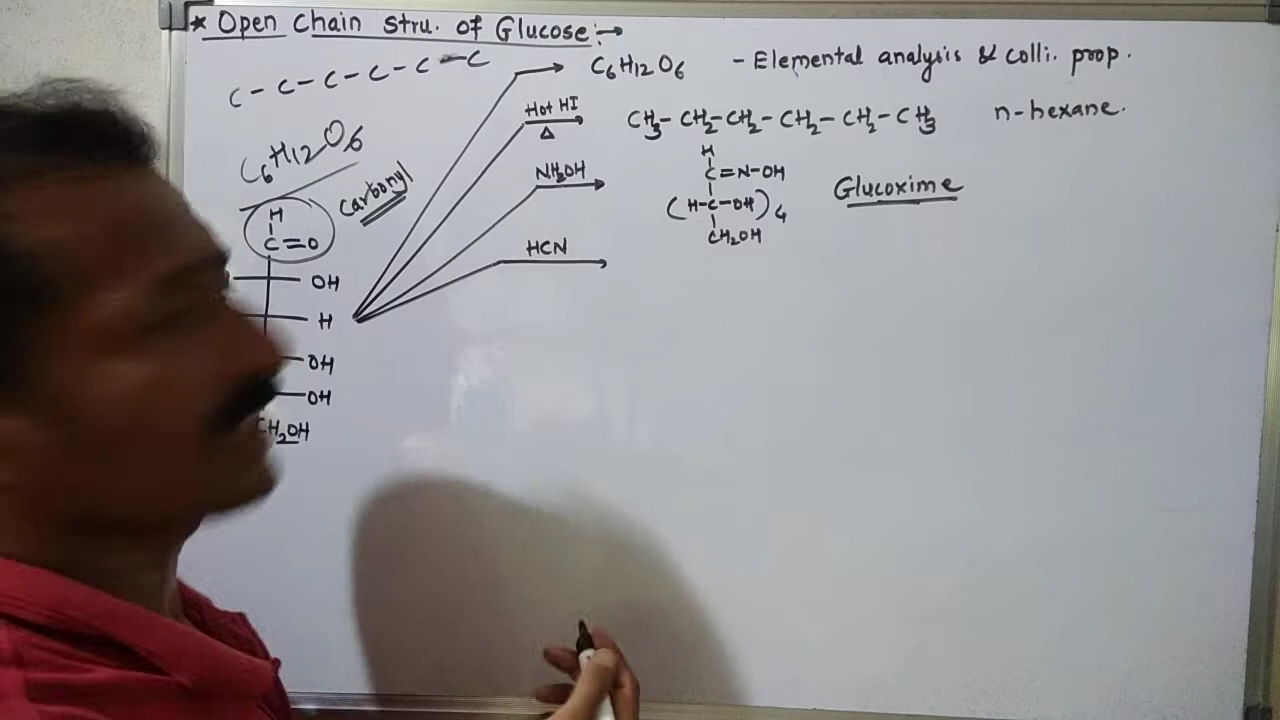 * Open Chain Stru. of Glucose :→
C - C - C - C - C - C
C6H12O6 - Elemental analysis & colli. prop.
Hot HI
Δ
CH3- CH2- CH2- CH2- CH2- CH3 n-hexane.
C6H12O6
Carbonyl
NH2OH
H
C=N-OH
(H-C-OH)4
CH2OH
Glucoxime
H
C=O
HCN
OH
H
OH
OH
CH2OH